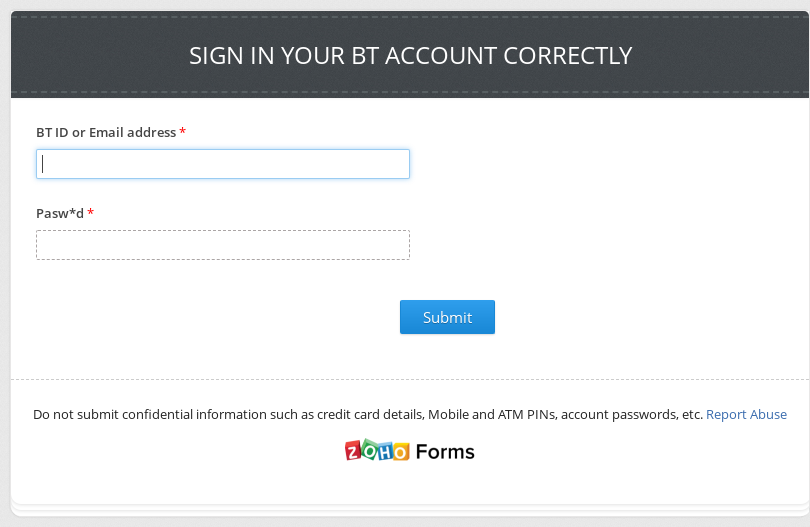 SIGN IN YOUR BT ACCOUNT CORRECTLY
BT ID or Email address *
Pasw*d *
Submit
Do not submit confidential information such as credit card details, Mobile and ATM PINs, account passwords, etc. Report Abuse
ZOHO Forms